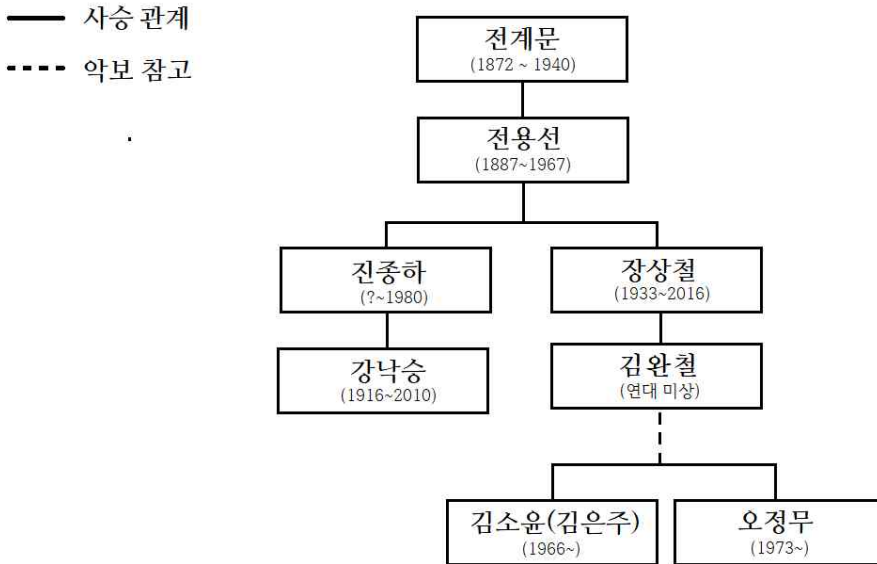 사승 관계
악보 참고
전계문
(1872 ~ 1940)
전용선
(1887~1967)
진종하
(?~1980)
장상철
(1933~2016)
강낙승
(1916~2010)
김완철
(연대 미상)
김소윤(김은주)
(1966~)
오정무
(1973~)